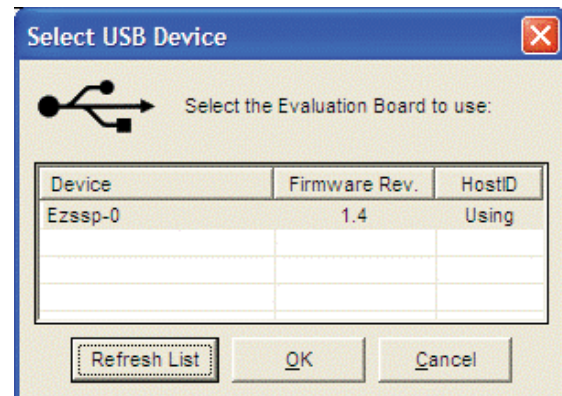 Select USB Device
Select the Evaluation Board to use:
Device Firmware Rev. HostID
Ezssp-0 1.4 Using
Refresh List OK Cancel